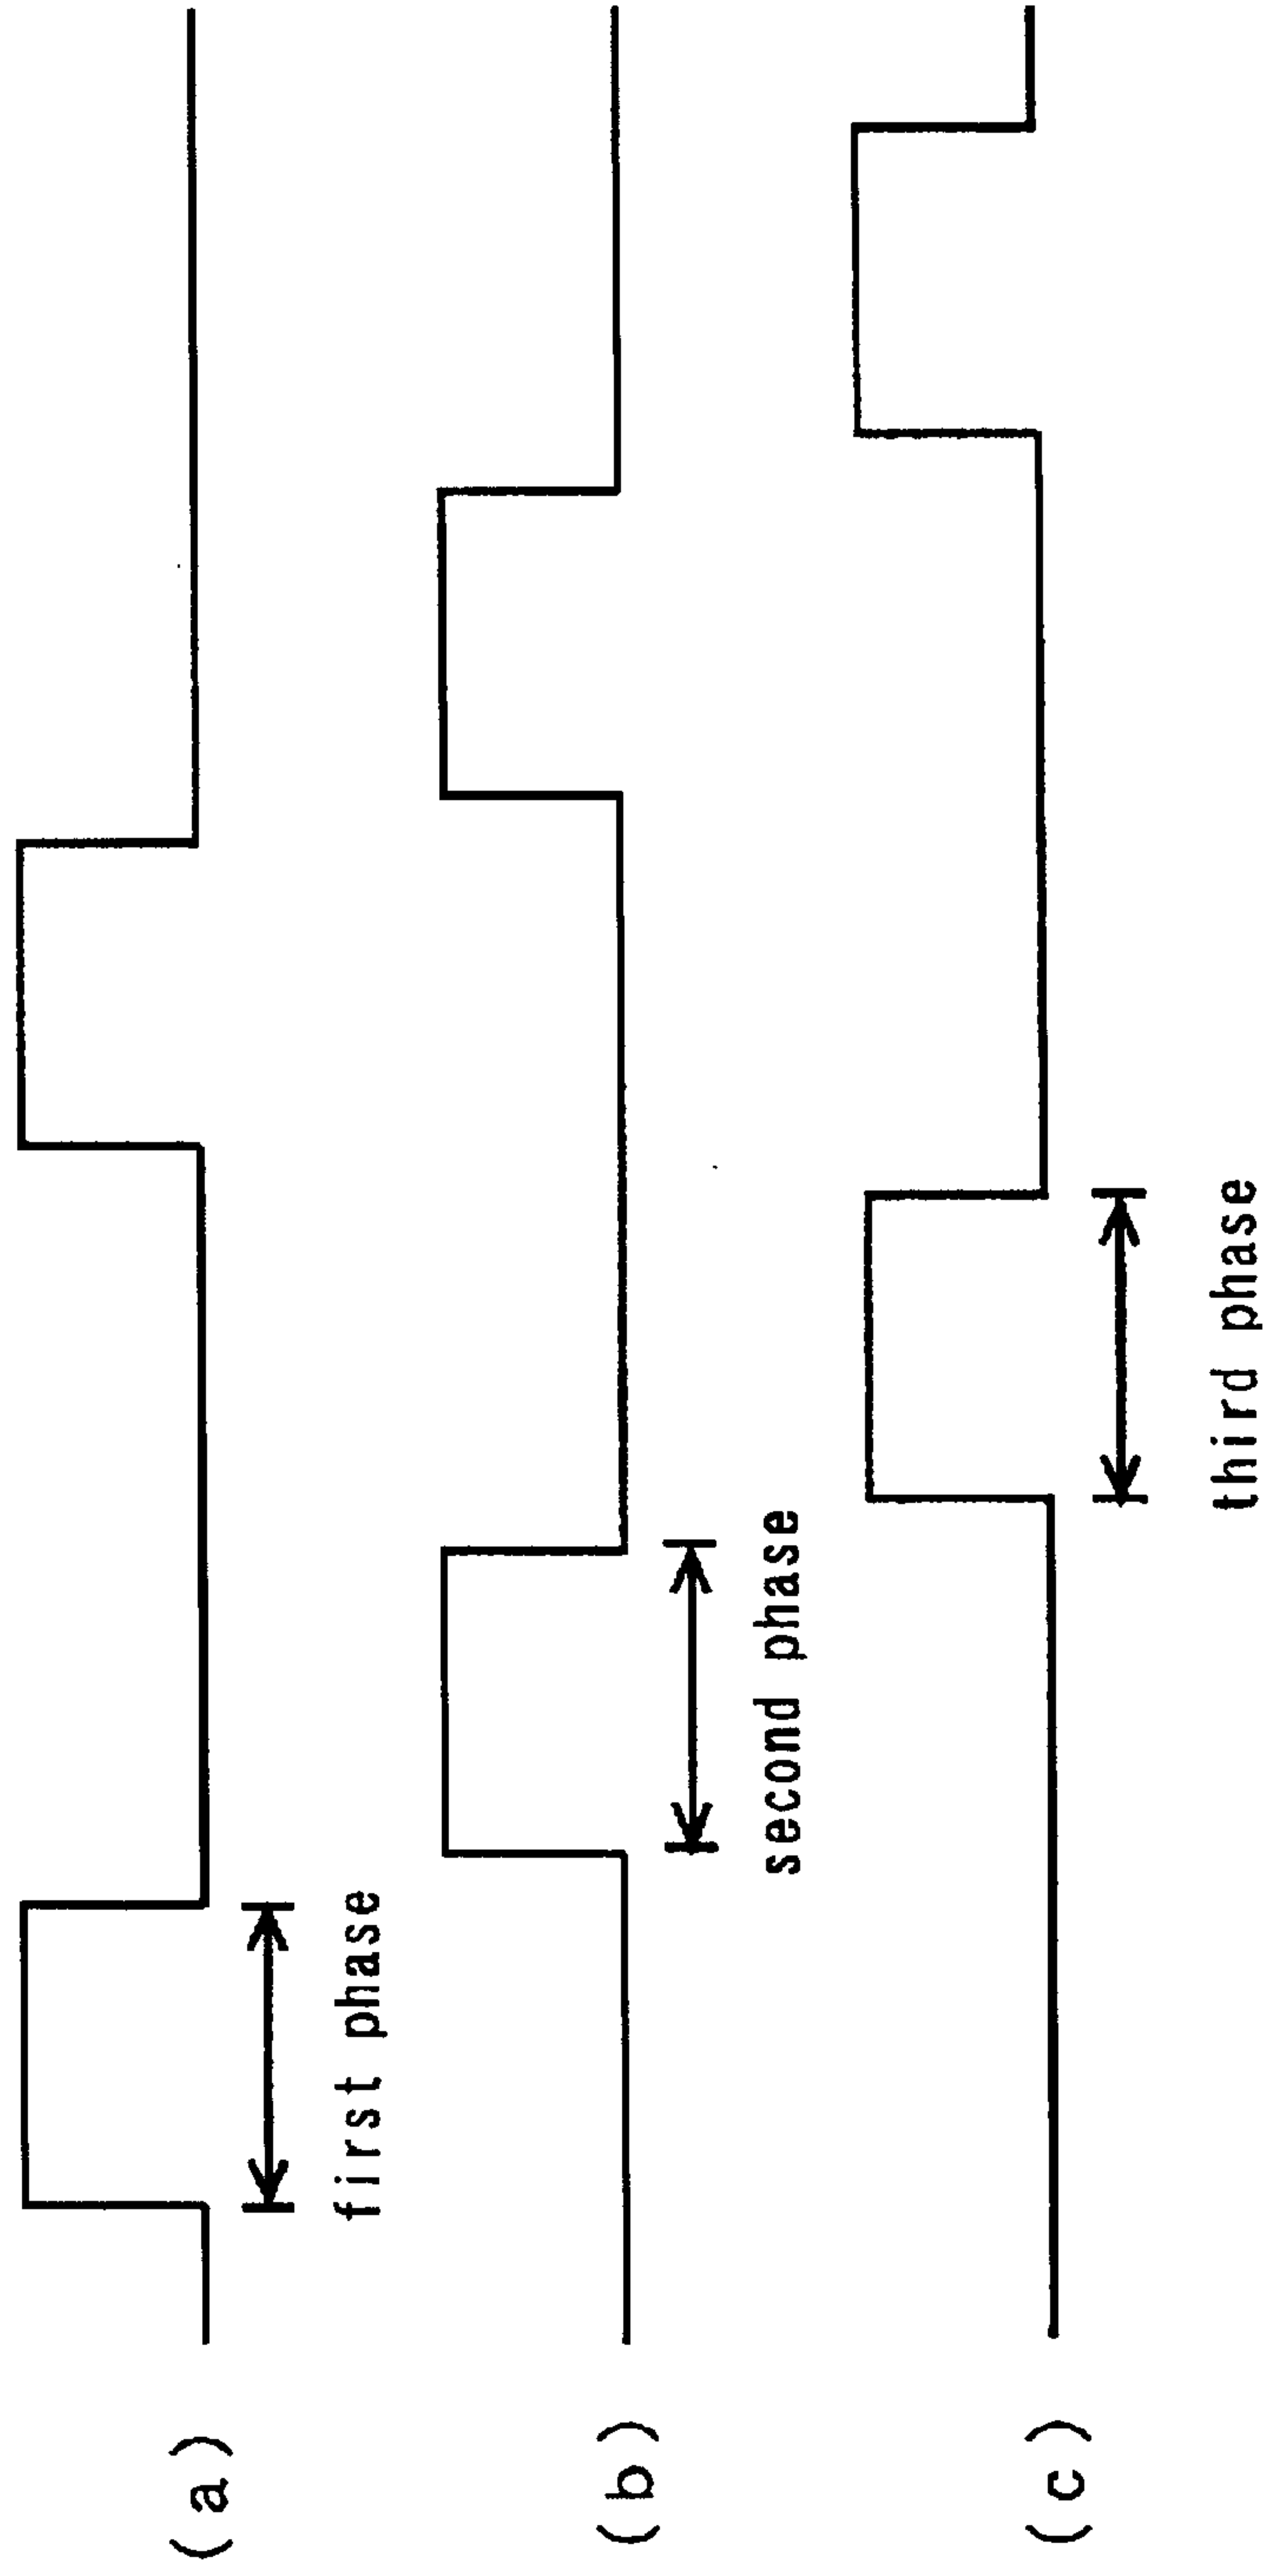 (a)
first phase
(b)
second phase
(c)
third phase